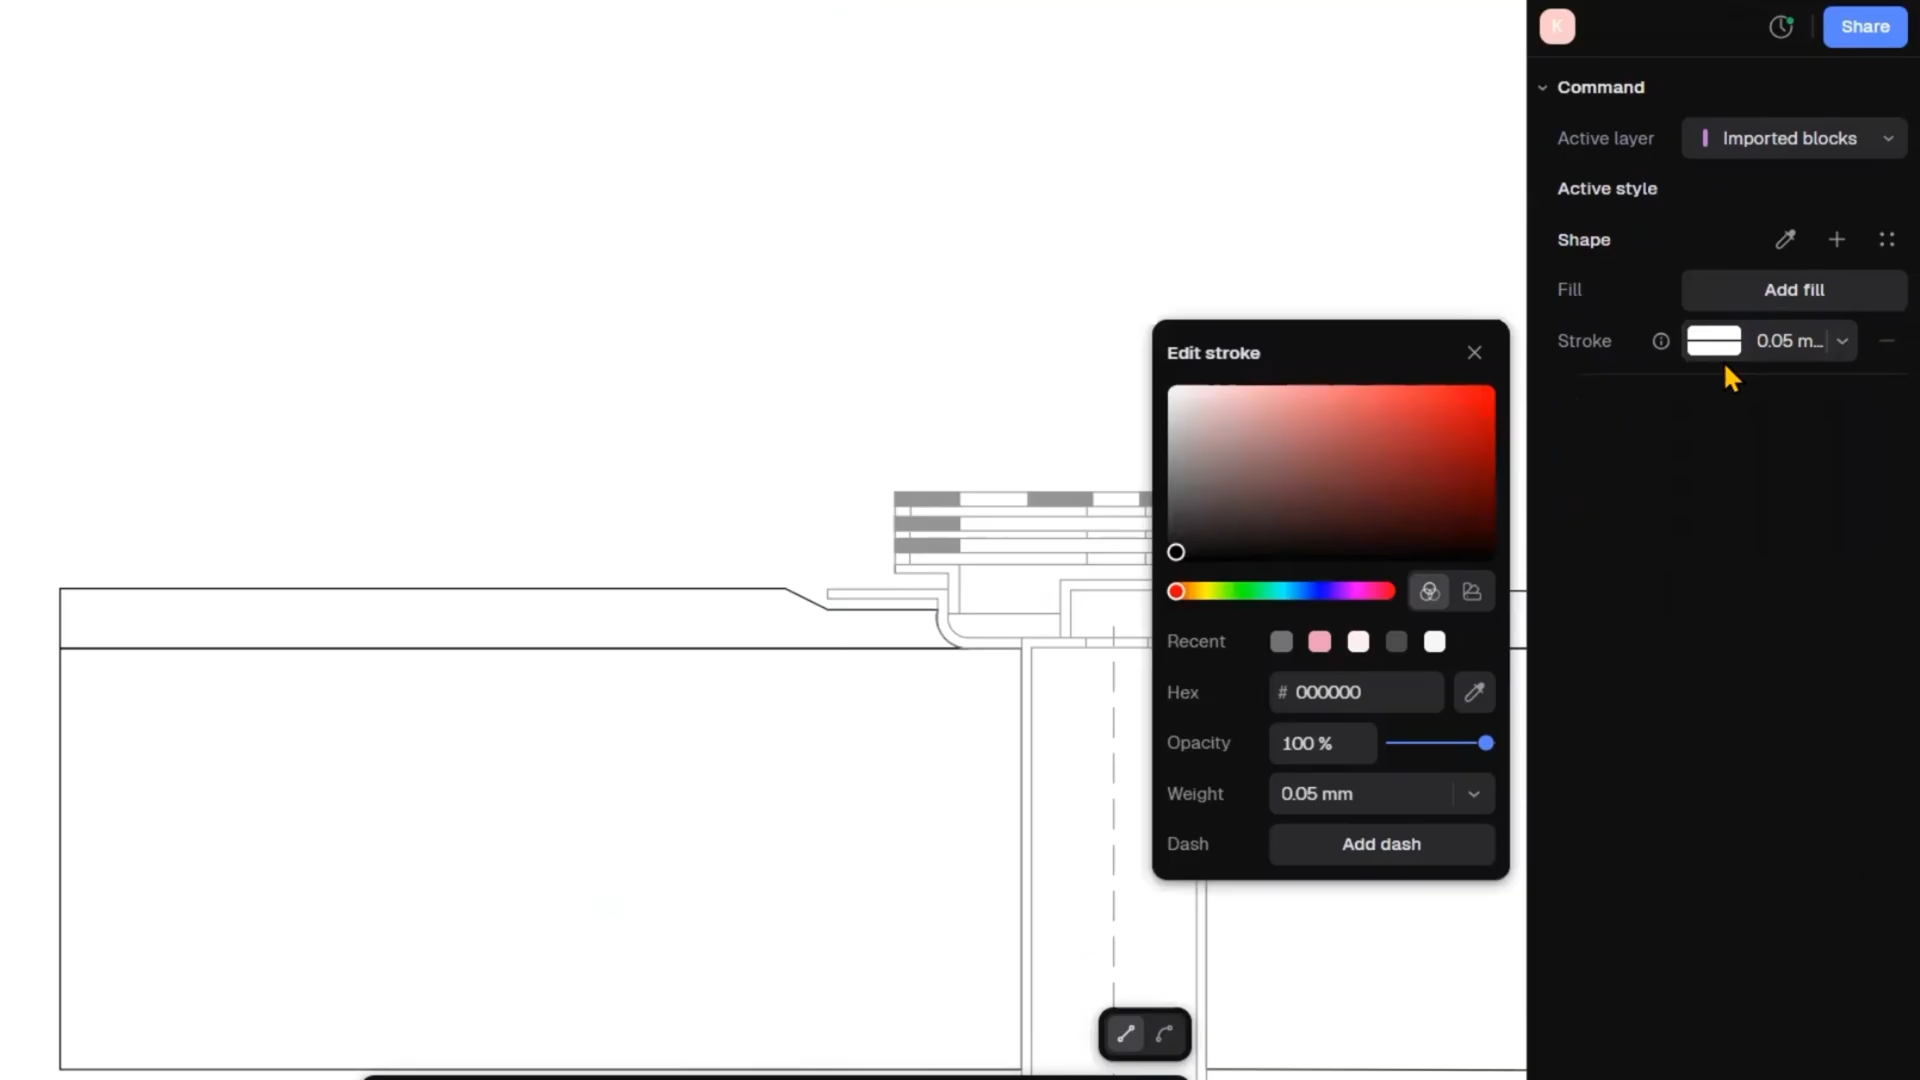 K
Share
Command
Active layer
Imported blocks
Active style
Shape
Fill
Add fill
Stroke
0.05 m...
Edit stroke
Recent
Hex
# 000000
Opacity
100 %
Weight
0.05 mm
Dash
Add dash